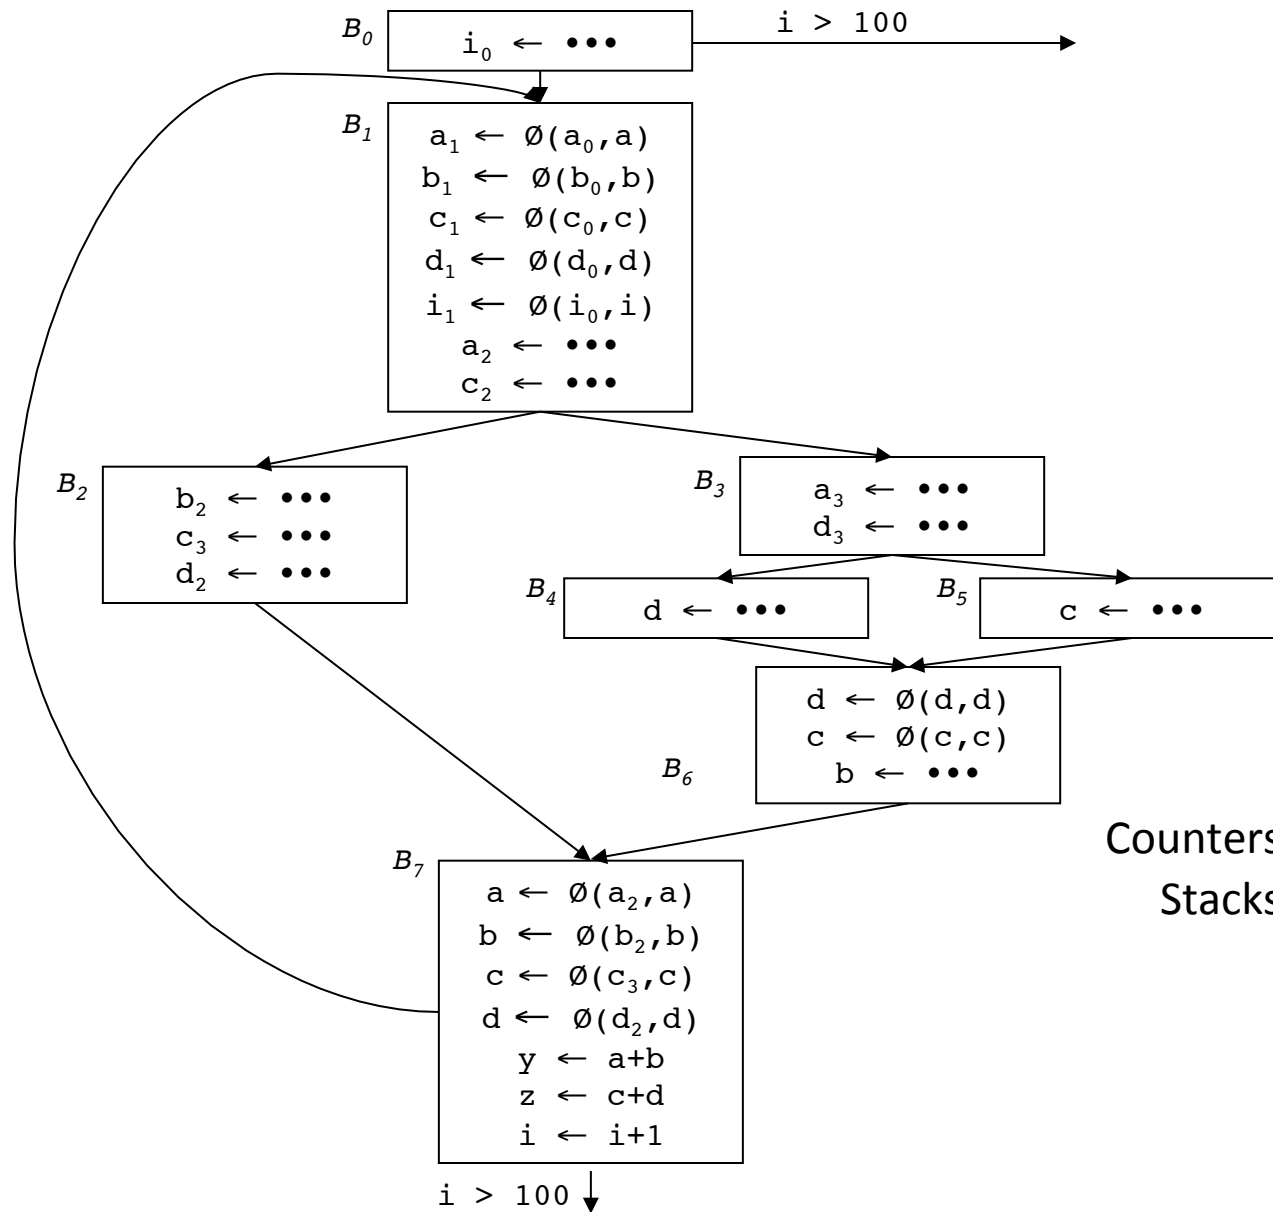 B₀
i₀ ← •••
i > 100
B₁
a₁ ← Ø(a₀,a)
b₁ ← Ø(b₀,b)
c₁ ← Ø(c₀,c)
d₁ ← Ø(d₀,d)
i₁ ← Ø(i₀,i)
a₂ ← •••
c₂ ← •••
B₂
b₂ ← •••
c₃ ← •••
d₂ ← •••
B₃
a₃ ← •••
d₃ ← •••
B₄
d ← •••
B₅
c ← •••
B₆
d ← Ø(d,d)
c ← Ø(c,c)
b ← •••
Counters
Stacks
B₇
a ← Ø(a₂,a)
b ← Ø(b₂,b)
c ← Ø(c₃,c)
d ← Ø(d₂,d)
y ← a+b
z ← c+d
i ← i+1
i > 100